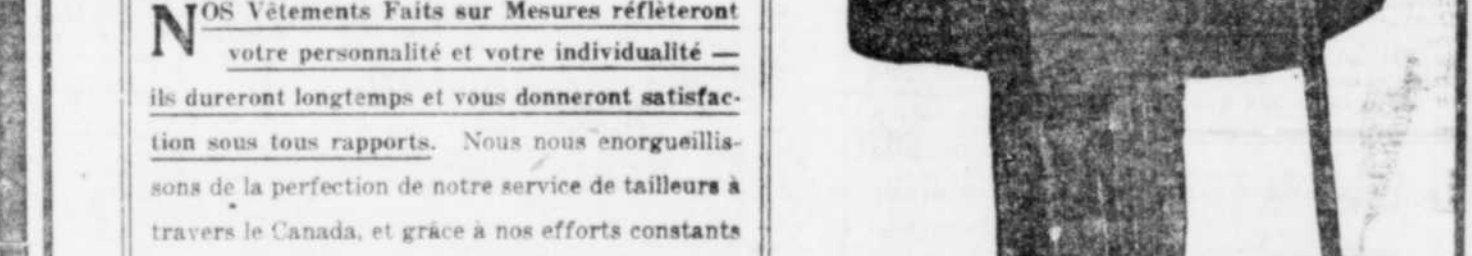 NOS Vêtements Faits sur Mesures réflèteront
votre personnalité et votre individualité —
ils dureront longtemps et vous donneront satisfac-
tion sous tous rapports. Nous nous enorgueillis-
sons de la perfection de notre service de tailleurs à
travers le Canada, et grâce à nos efforts constants